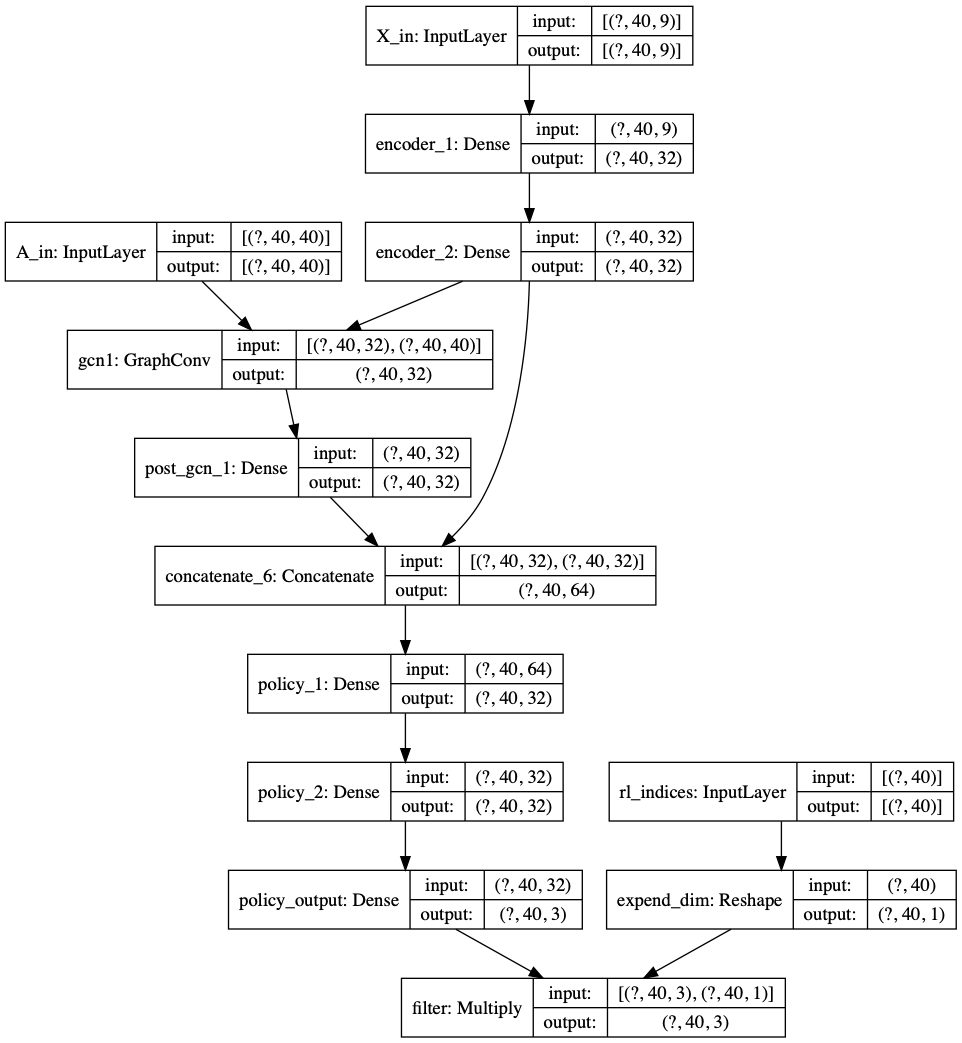 X_in: InputLayer
input: [(?, 40, 9)]
output: [(?, 40, 9)]
encoder_1: Dense
input: (?, 40, 9)
output: (?, 40, 32)
A_in: InputLayer
input: [(?, 40, 40)]
output: [(?, 40, 40)]
encoder_2: Dense
input: (?, 40, 32)
output: (?, 40, 32)
gcn1: GraphConv
input: [(?, 40, 32), (?, 40, 40)]
output: (?, 40, 32)
post_gcn_1: Dense
input: (?, 40, 32)
output: (?, 40, 32)
concatenate_6: Concatenate
input: [(?, 40, 32), (?, 40, 32)]
output: (?, 40, 64)
policy_1: Dense
input: (?, 40, 64)
output: (?, 40, 32)
policy_2: Dense
input: (?, 40, 32)
output: (?, 40, 32)
rl_indices: InputLayer
input: [(?, 40)]
output: [(?, 40)]
policy_output: Dense
input: (?, 40, 32)
output: (?, 40, 3)
expend_dim: Reshape
input: (?, 40)
output: (?, 40, 1)
filter: Multiply
input: [(?, 40, 3), (?, 40, 1)]
output: (?, 40, 3)